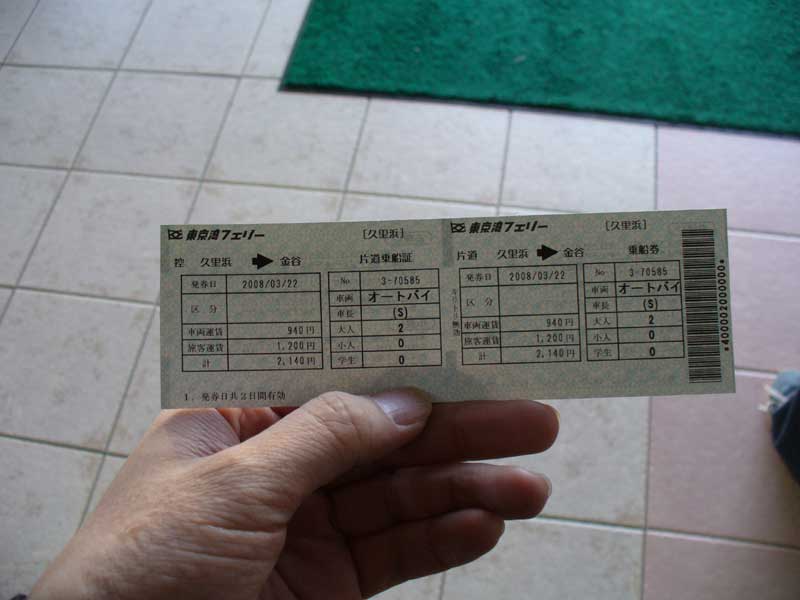 東京湾フェリー [久里浜]
控 久里浜 ➡ 金谷 片道乗船証
発券日 2008/03/22
区分
車両運賃 940円
旅客運賃 1,200円
計 2,140円
No 3-70585
車両 オートバイ
車長 (S)
大人 2
小人 0
学生 0
1. 発券日共2日間有効
東京湾フェリー [久里浜]
片道 久里浜 ➡ 金谷 乗船券
発券日 2008/03/22
区分
車両運賃 940円
旅客運賃 1,200円
計 2,140円
No 3-70585
車両 オートバイ
車長 (S)
大人 2
小人 0
学生 0
*400002000000*